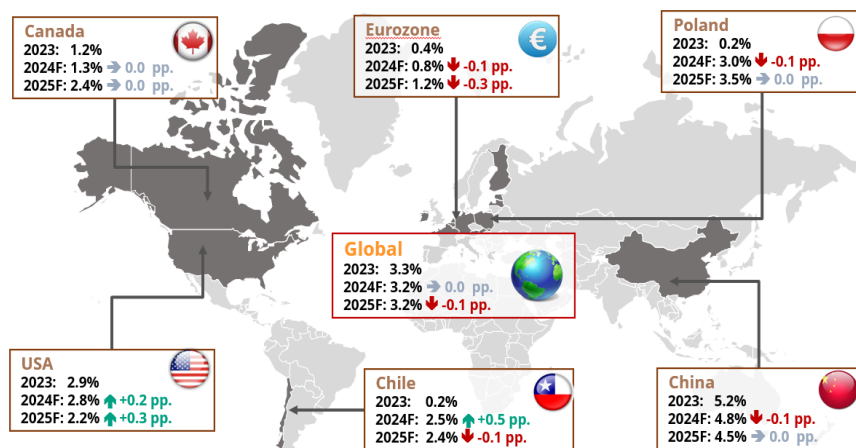 Canada
2023: 1.2%
2024F: 1.3% 0.0 pp.
2025F: 2.4% 0.0 pp.
Eurozone
2023: 0.4%
2024F: 0.8% -0.1 pp.
2025F: 1.2% -0.3 pp.
€
Poland
2023: 0.2%
2024F: 3.0% -0.1 pp.
2025F: 3.5% 0.0 pp.
Global
2023: 3.3%
2024F: 3.2% 0.0 pp.
2025F: 3.2% -0.1 pp.
USA
2023: 2.9%
2024F: 2.8% +0.2 pp.
2025F: 2.2% +0.3 pp.
Chile
2023: 0.2%
2024F: 2.5% +0.5 pp.
2025F: 2.4% -0.1 pp.
China
2023: 5.2%
2024F: 4.8% -0.1 pp.
2025F: 4.5% 0.0 pp.